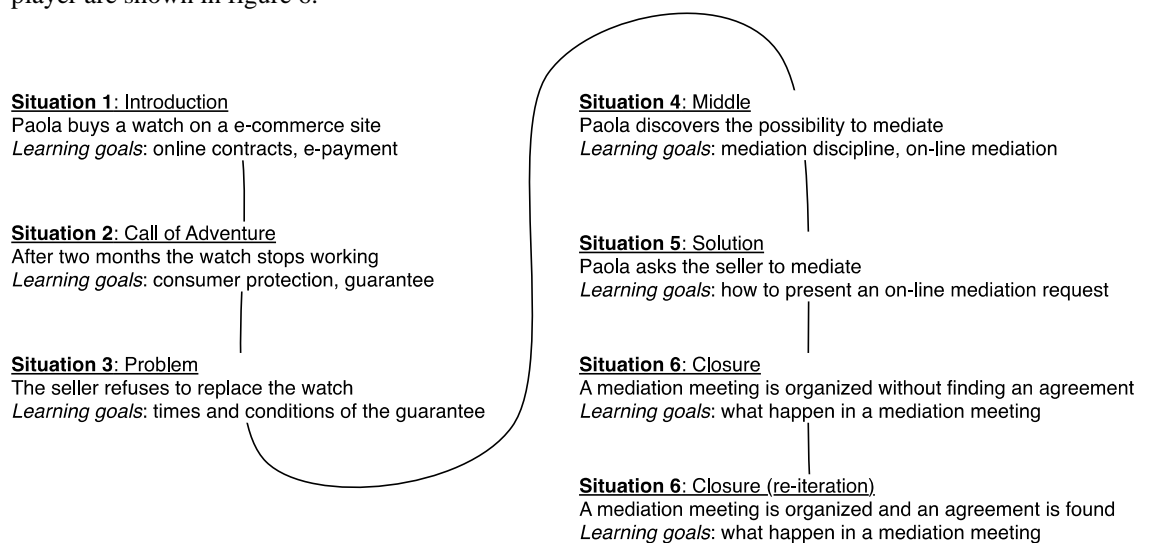 player are shown in figure 6.
Situation 1: Introduction
Paola buys a watch on a e-commerce site
Learning goals: online contracts, e-payment
Situation 2: Call of Adventure
After two months the watch stops working
Learning goals: consumer protection, guarantee
Situation 3: Problem
The seller refuses to replace the watch
Learning goals: times and conditions of the guarantee
Situation 4: Middle
Paola discovers the possibility to mediate
Learning goals: mediation discipline, on-line mediation
Situation 5: Solution
Paola asks the seller to mediate
Learning goals: how to present an on-line mediation request
Situation 6: Closure
A mediation meeting is organized without finding an agreement
Learning goals: what happen in a mediation meeting
Situation 6: Closure (re-iteration)
A mediation meeting is organized and an agreement is found
Learning goals: what happen in a mediation meeting